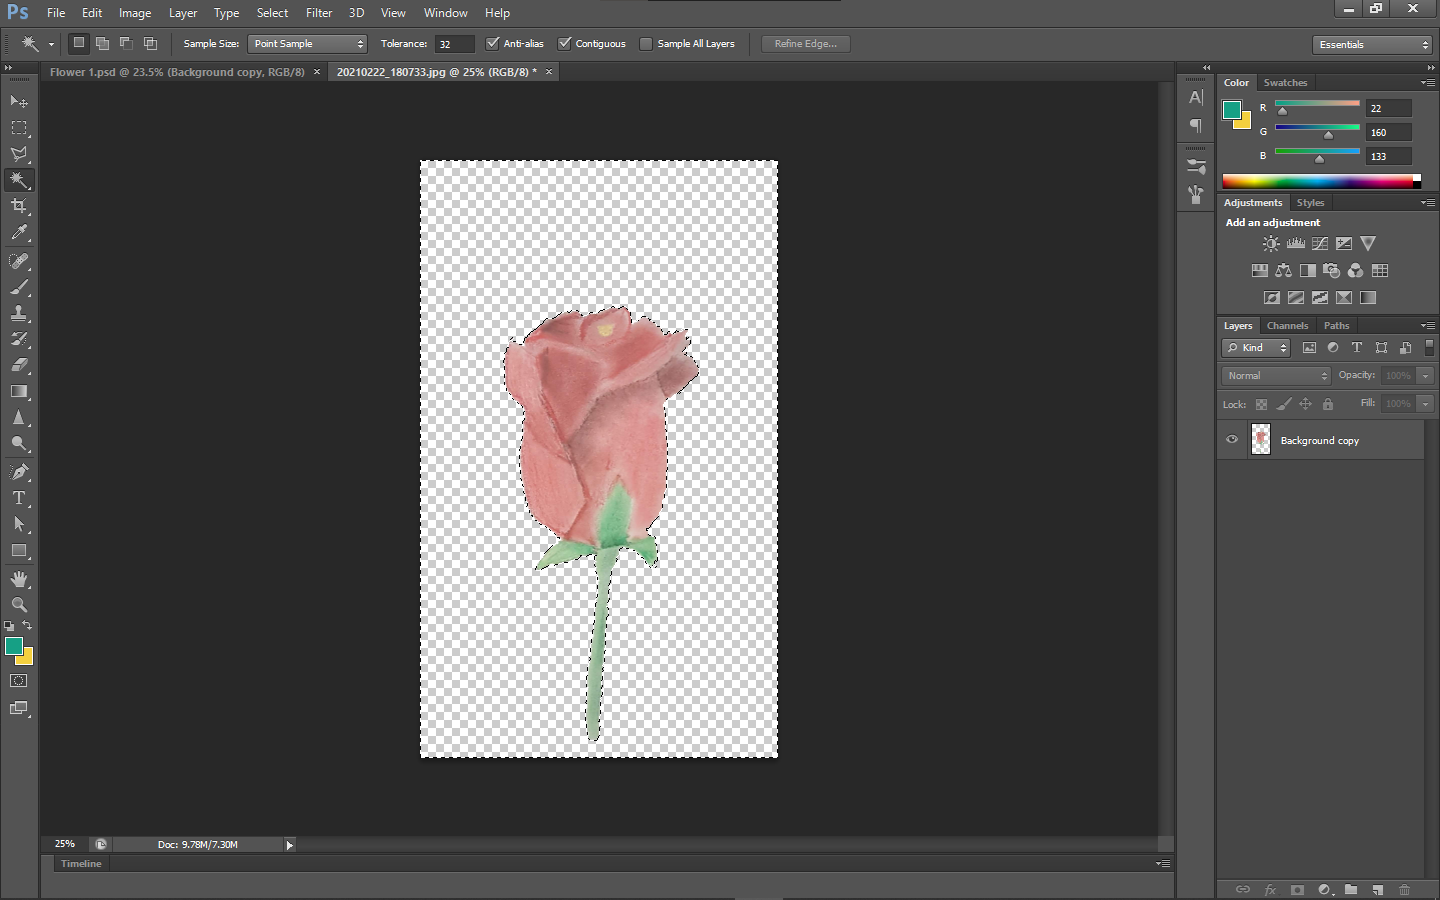 Ps File Edit Image Layer Type Select Filter 3D View Window Help
Sample Size: Point Sample Tolerance: 32 Anti-alias Contiguous Sample All Layers Refine Edge... Essentials
Flower 1.psd @ 23.5% (Background copy, RGB/8) × 20210222_180733.jpg @ 25% (RGB/8) * ×
Color Swatches
R 22
G 160
B 133
Adjustments Styles
Add an adjustment
Layers Channels Paths
Kind
Normal Opacity: 100%
Lock: Fill: 100%
Background copy
25% Doc: 9.78M/7.30M
Timeline